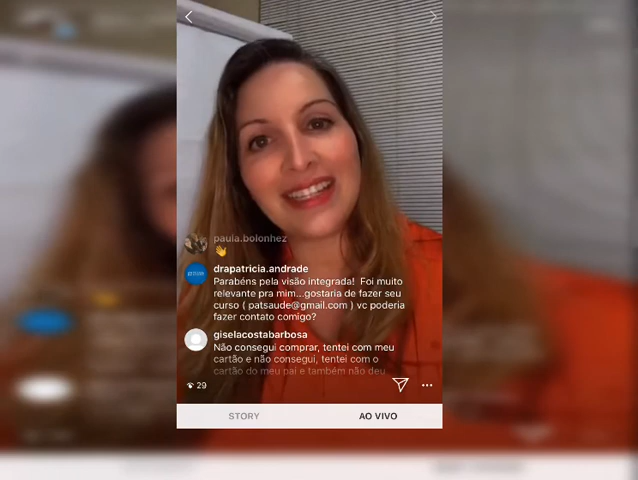 paula.bolonhez
👋
drapatricia.andrade
Parabéns pela visão integrada! Foi muito
relevante pra mim...gostaria de fazer seu
curso ( patsaude@gmail.com ) vc poderia
fazer contato comigo?
giselacostabarbosa
Não consegui comprar, tentei com meu
cartão e não consegui, tentei com o
cartão do meu pai e também não deu
29
STORY
AO VIVO